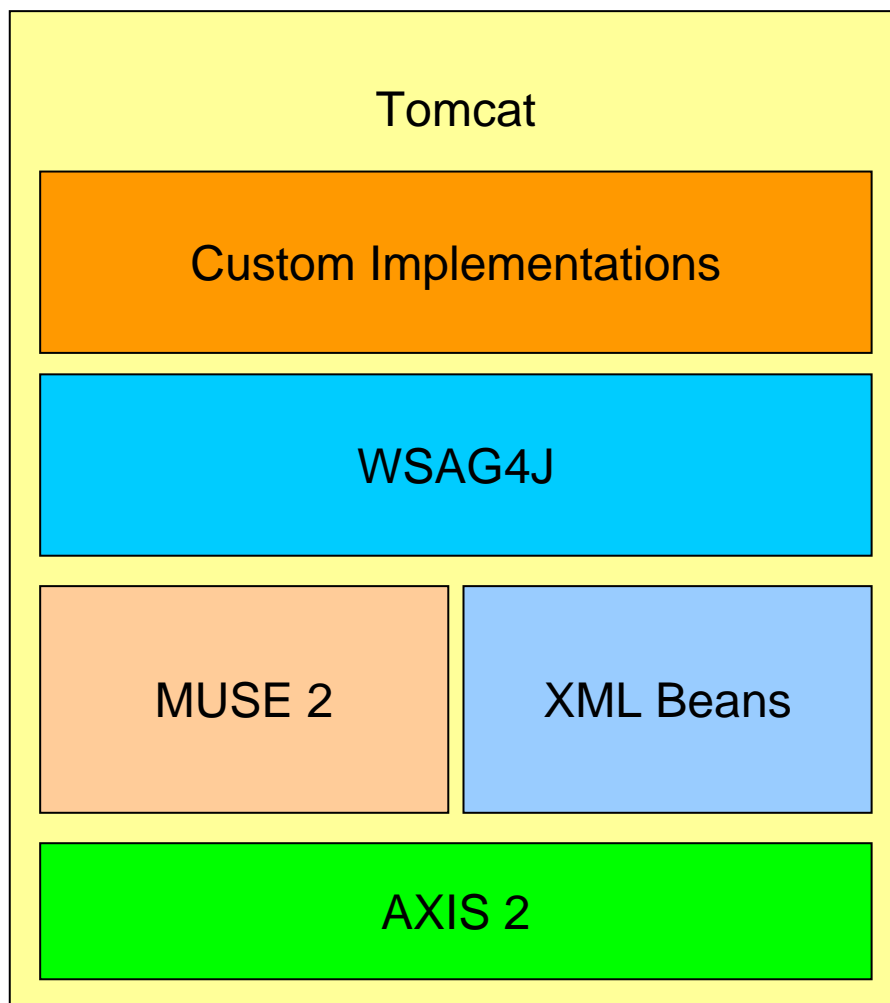 Tomcat
Custom Implementations
WSAG4J
MUSE 2
XML Beans
AXIS 2